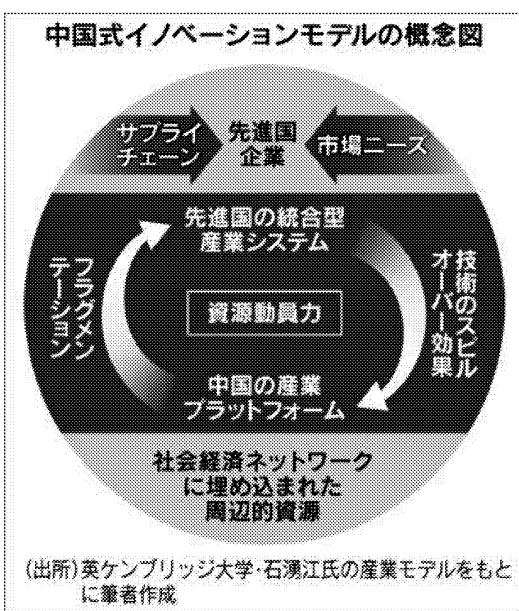 中国式イノベーションモデルの概念図
サプライ
チェーン
先進国
企業
市場ニーズ
先進国の統合型
産業システム
フラグメン
テーション
資源動員力
技術のスピル
オーバー効果
中国の産業
プラットフォーム
社会経済ネットワーク
に埋め込まれた
周辺的資源
(出所)英ケンブリッジ大学・石湧江氏の産業モデルをもと
に筆者作成